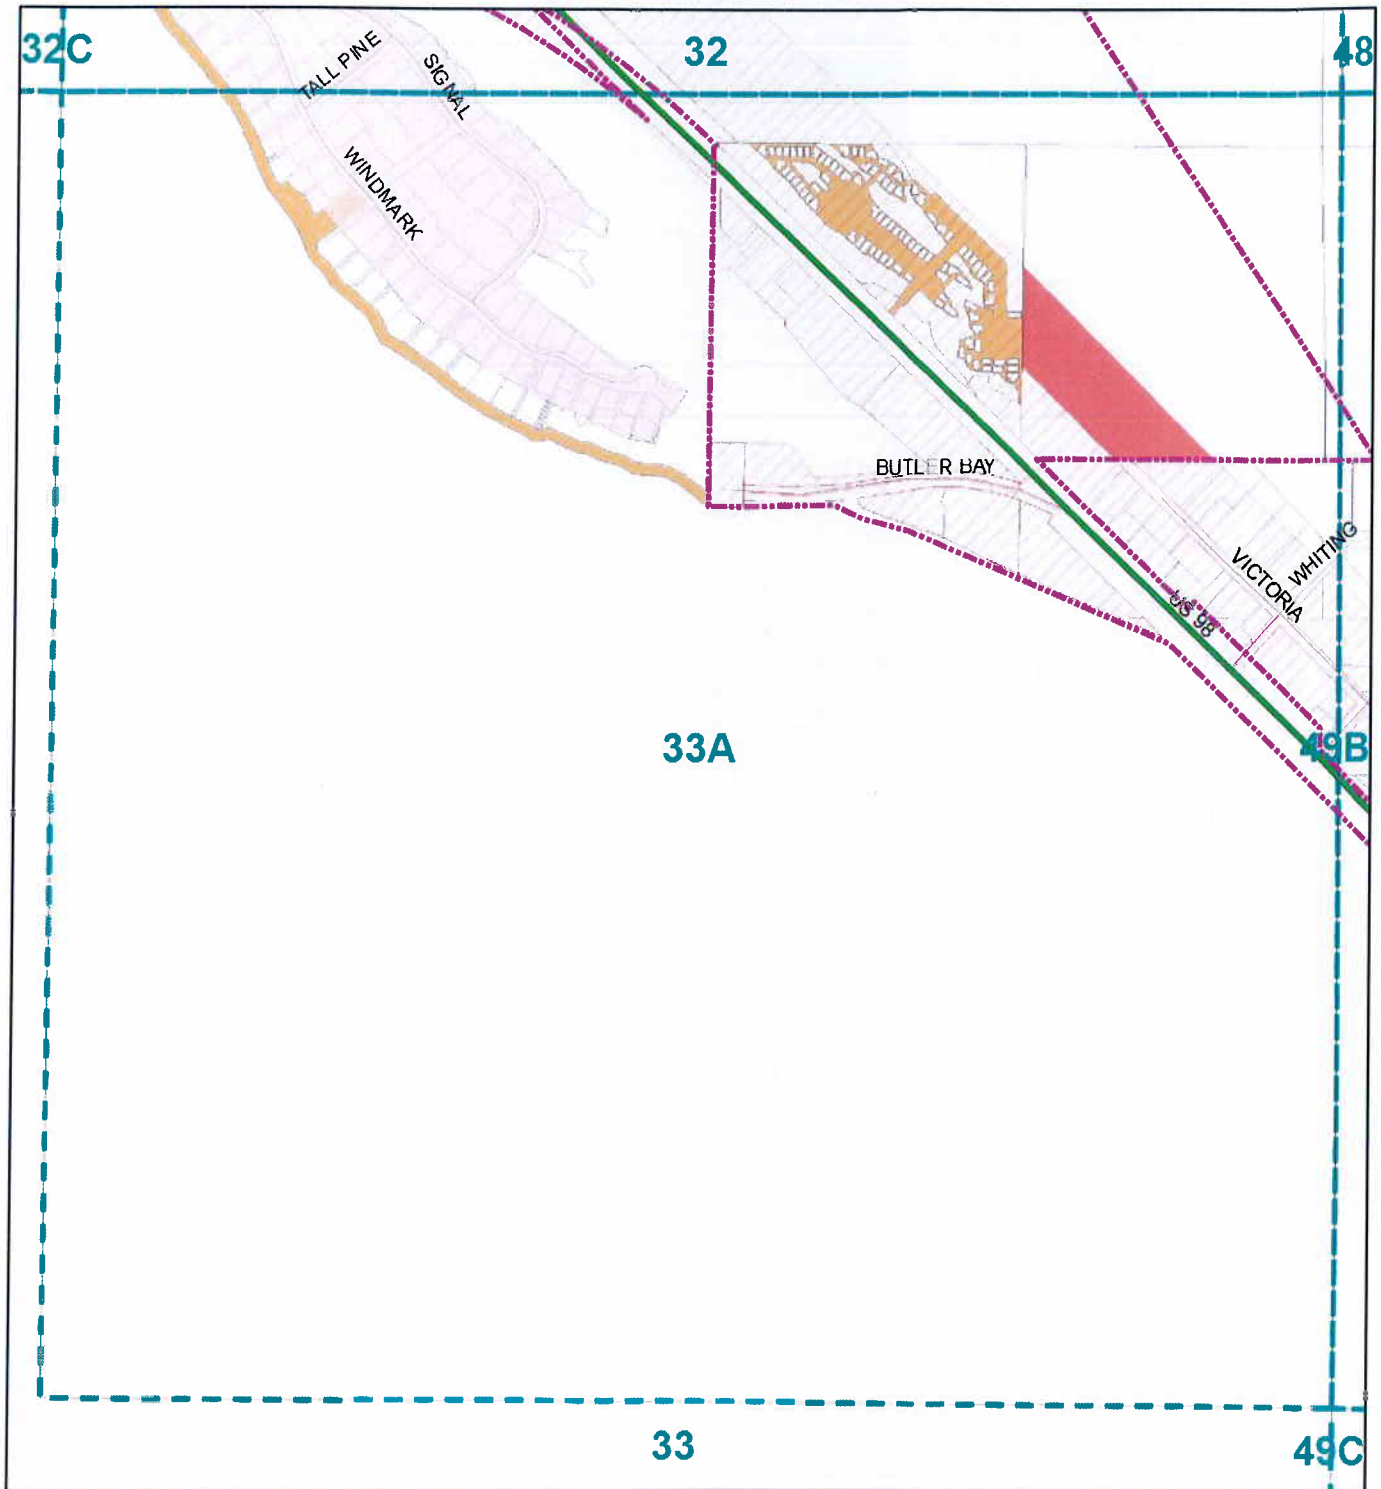 32C
32
48
TALL PINE
SIGNAL
WINDMARK
BUTLER BAY
WHITING
VICTORIA
US 98
33A
49B
33
49C